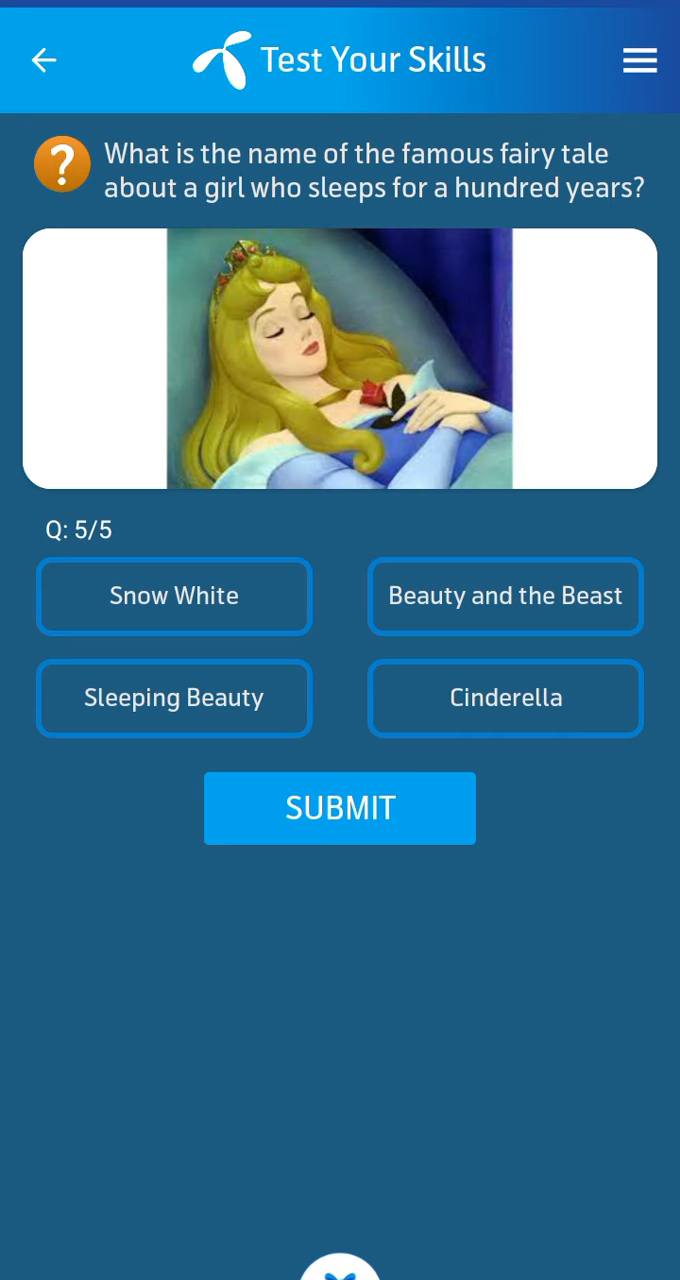 Test Your Skills
What is the name of the famous fairy tale
about a girl who sleeps for a hundred years?
Q: 5/5
Snow White
Beauty and the Beast
Sleeping Beauty
Cinderella
SUBMIT